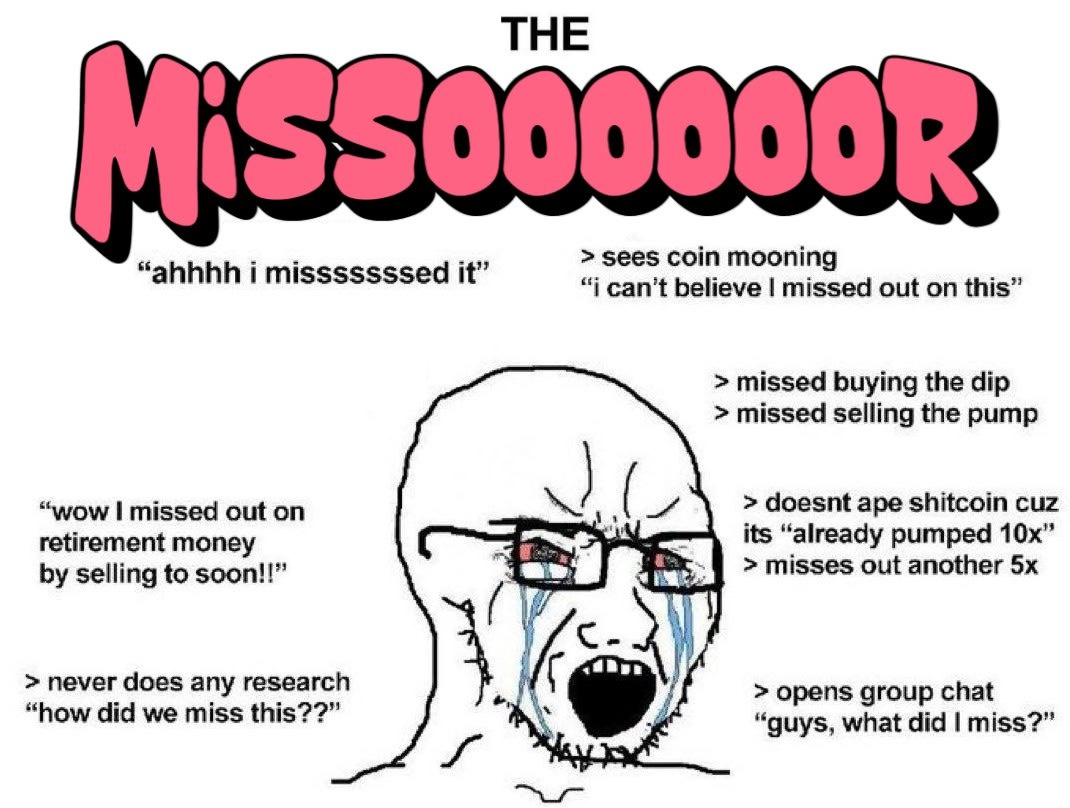 THE
MiSSOOOOOOR
“ahhhh i misssssssed it”
> sees coin mooning
“i can’t believe I missed out on this”
> missed buying the dip
> missed selling the pump
“wow I missed out on
retirement money
by selling to soon!!”
> doesnt ape shitcoin cuz
its “already pumped 10x”
> misses out another 5x
> never does any research
“how did we miss this??”
> opens group chat
“guys, what did I miss?”